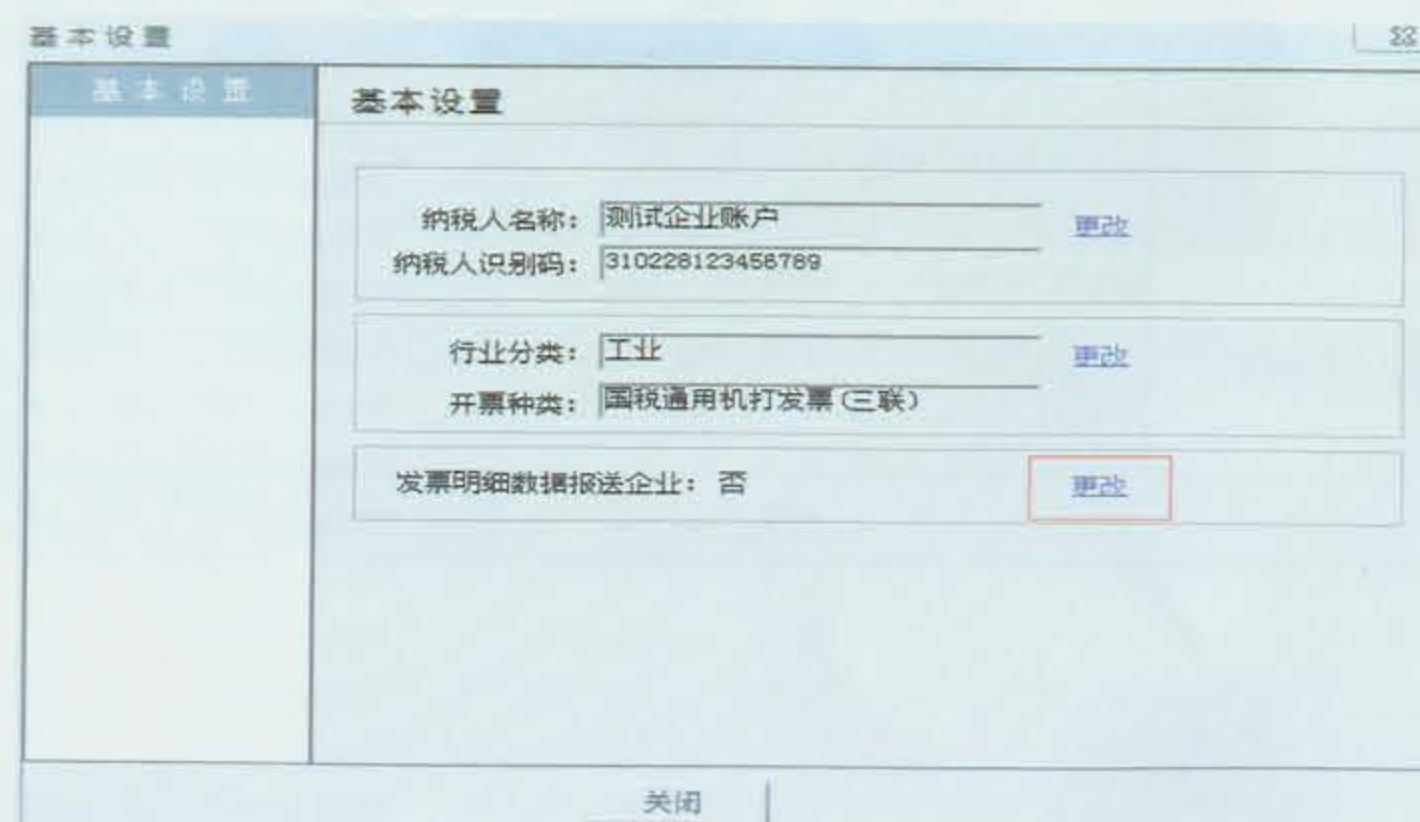 基本设置
基本设置
基本设置
纳税人名称： 测试企业账户
更改
纳税人识别码： 310228123456789
行业分类： 工业
更改
开票种类： 国税通用机打发票(三联)
发票明细数据报送企业： 否
更改
关闭